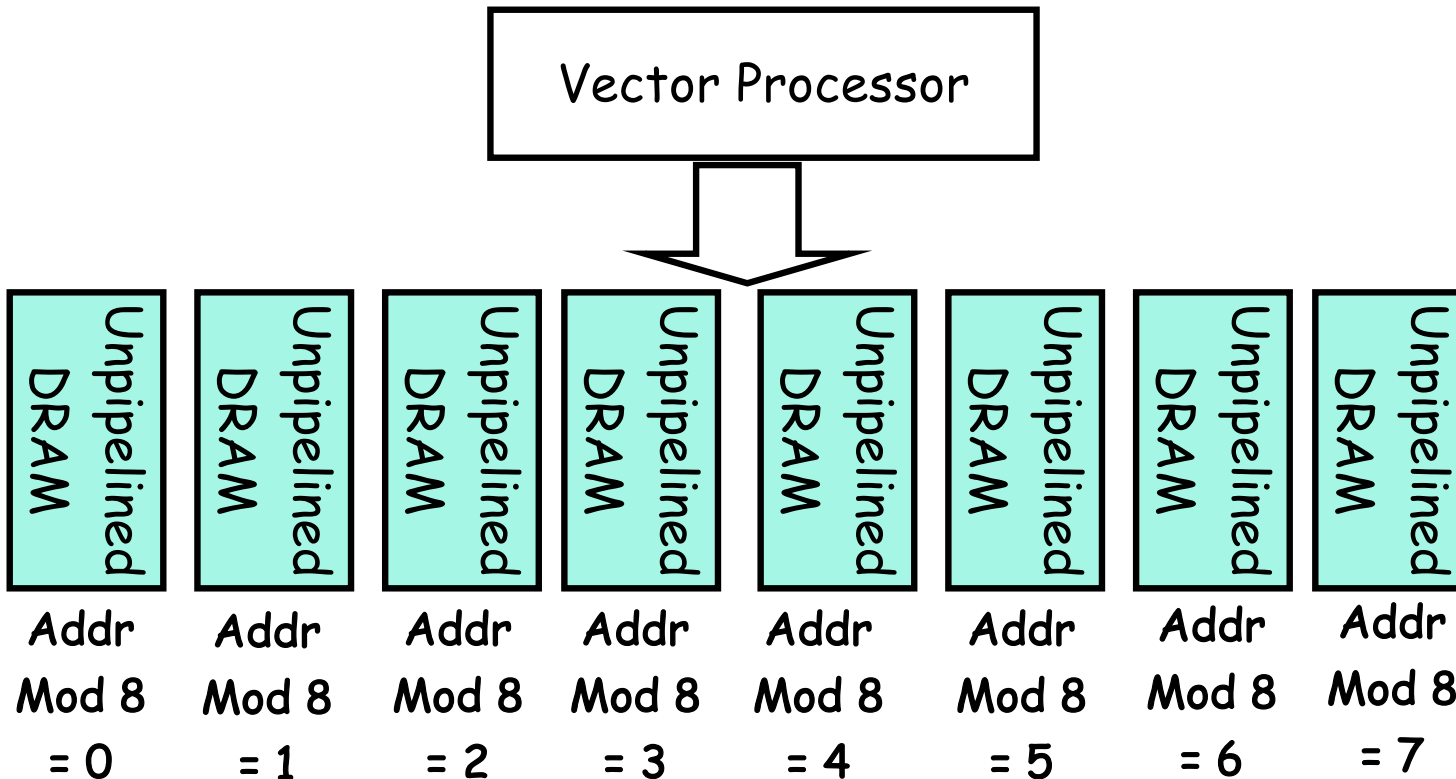 Vector Processor
Unpipelined
DRAM
Unpipelined
DRAM
Unpipelined
DRAM
Unpipelined
DRAM
Unpipelined
DRAM
Unpipelined
DRAM
Unpipelined
DRAM
Unpipelined
DRAM
Addr
Mod 8
= 0
Addr
Mod 8
= 1
Addr
Mod 8
= 2
Addr
Mod 8
= 3
Addr
Mod 8
= 4
Addr
Mod 8
= 5
Addr
Mod 8
= 6
Addr
Mod 8
= 7